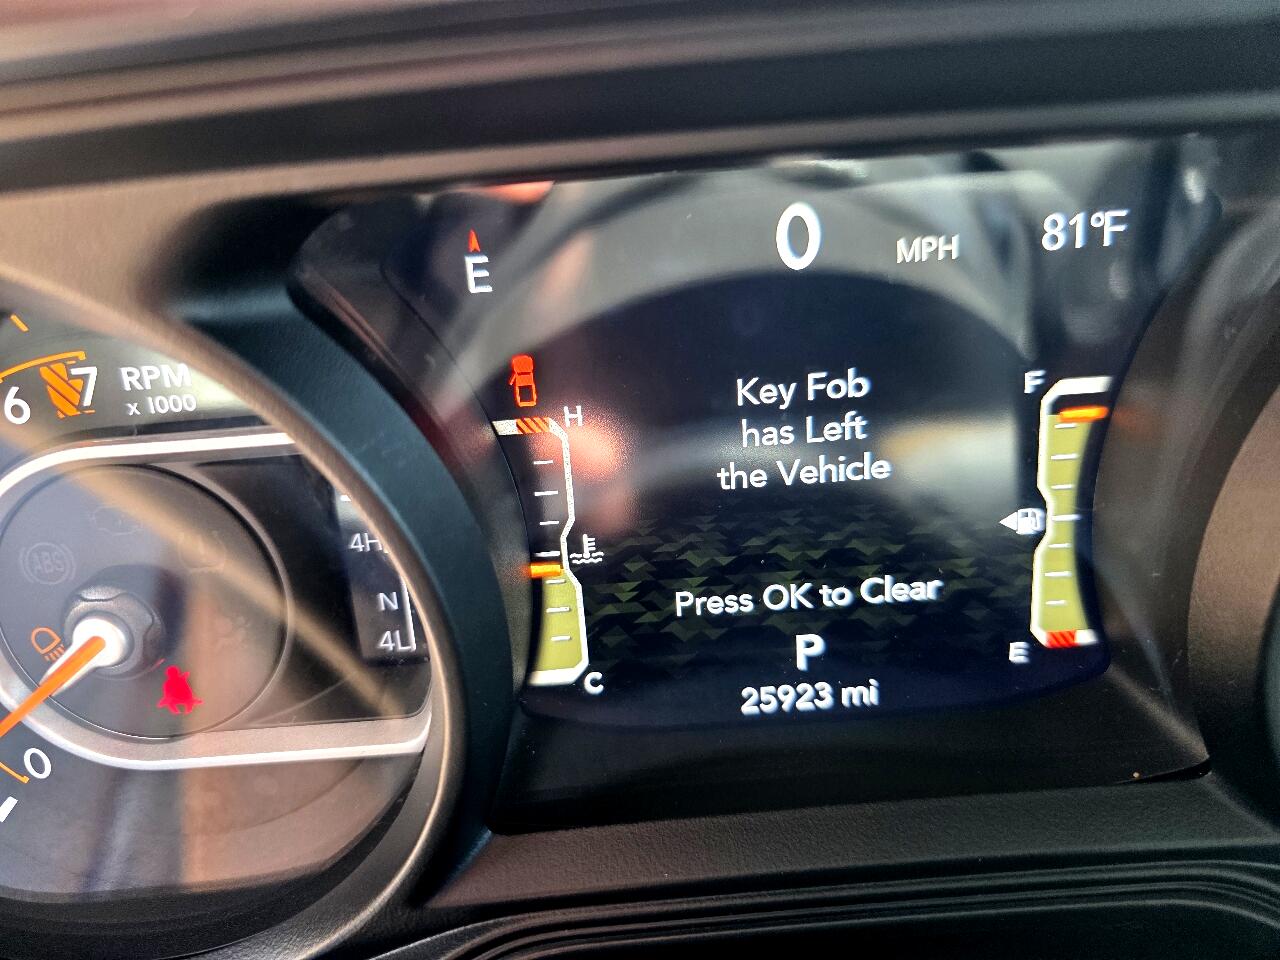 E
0 MPH
81°F
6 7 RPM
x 1000
H
F
Key Fob
has Left
the Vehicle
ABS
4H
N
4L
Press OK to Clear
P
E
C
25923 mi
0